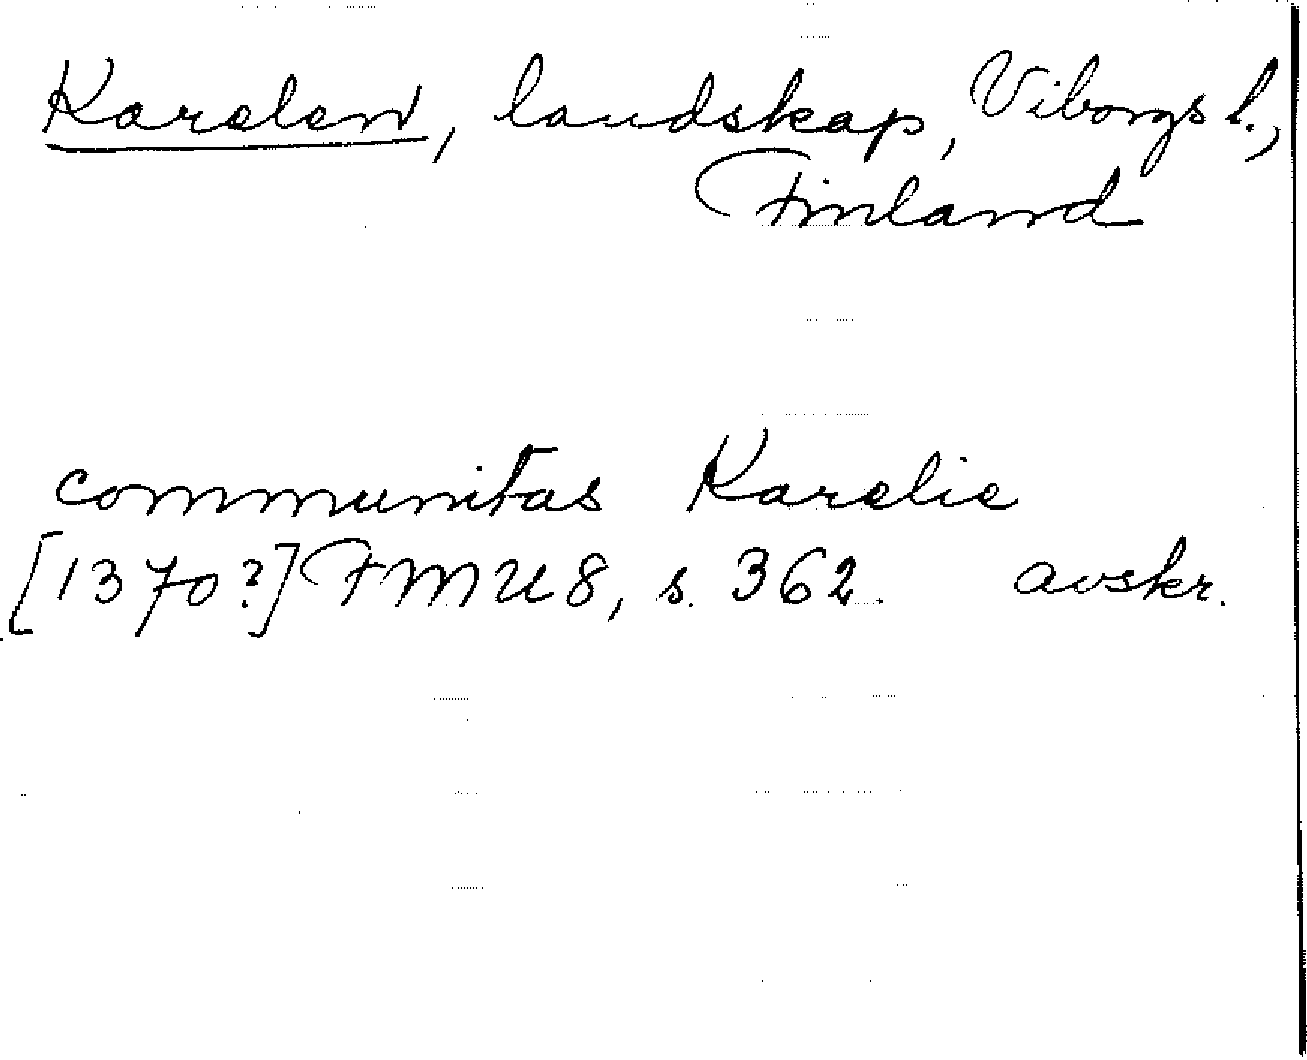 Karelen, landskap, Viborgs l.,
Finland
communitas Karelie
[1370?] FMU 8, s. 362. avskr.